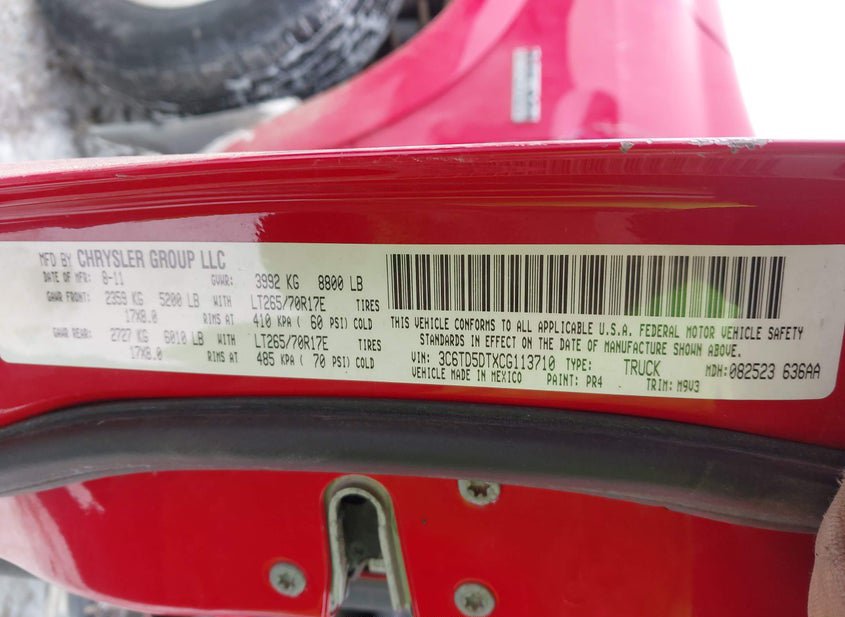 MFD BY CHRYSLER GROUP LLC
DATE OF MFR: 8-11 GVWR: 3992 KG 8800 LB
GAWR FRONT: 2359 KG 5200 LB WITH LT265/70R17E TIRES
17X8.0 RIMS AT 410 KPA ( 60 PSI) COLD
GAWR REAR: 2727 KG 6010 LB WITH LT265/70R17E TIRES
17X8.0 RIMS AT 485 KPA ( 70 PSI) COLD
THIS VEHICLE CONFORMS TO ALL APPLICABLE U.S.A. FEDERAL MOTOR VEHICLE SAFETY
STANDARDS IN EFFECT ON THE DATE OF MANUFACTURE SHOWN ABOVE.
VIN: 3C6TD5DTXCG113710 TYPE: TRUCK MDH: 082523 636AA
VEHICLE MADE IN MEXICO PAINT: PR4 TRIM: M9V3